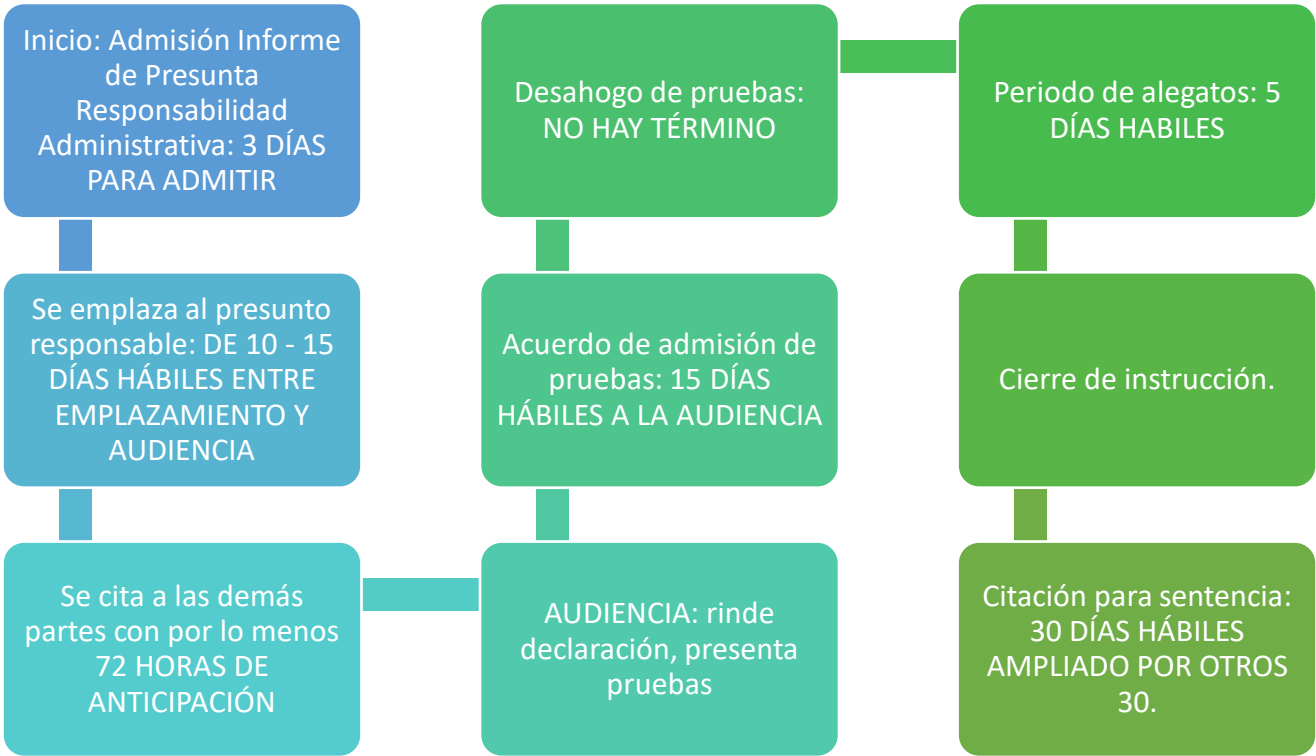 Inicio: Admisión Informe
de Presunta
Responsabilidad
Administrativa: 3 DÍAS
PARA ADMITIR
Se emplaza al presunto
responsable: DE 10 - 15
DÍAS HÁBILES ENTRE
EMPLAZAMIENTO Y
AUDIENCIA
Se cita a las demás
partes con por lo menos
72 HORAS DE
ANTICIPACIÓN
AUDIENCIA: rinde
declaración, presenta
pruebas
Acuerdo de admisión de
pruebas: 15 DÍAS
HÁBILES A LA AUDIENCIA
Desahogo de pruebas:
NO HAY TÉRMINO
Periodo de alegatos: 5
DÍAS HABILES
Cierre de instrucción.
Citación para sentencia:
30 DÍAS HÁBILES
AMPLIADO POR OTROS
30.